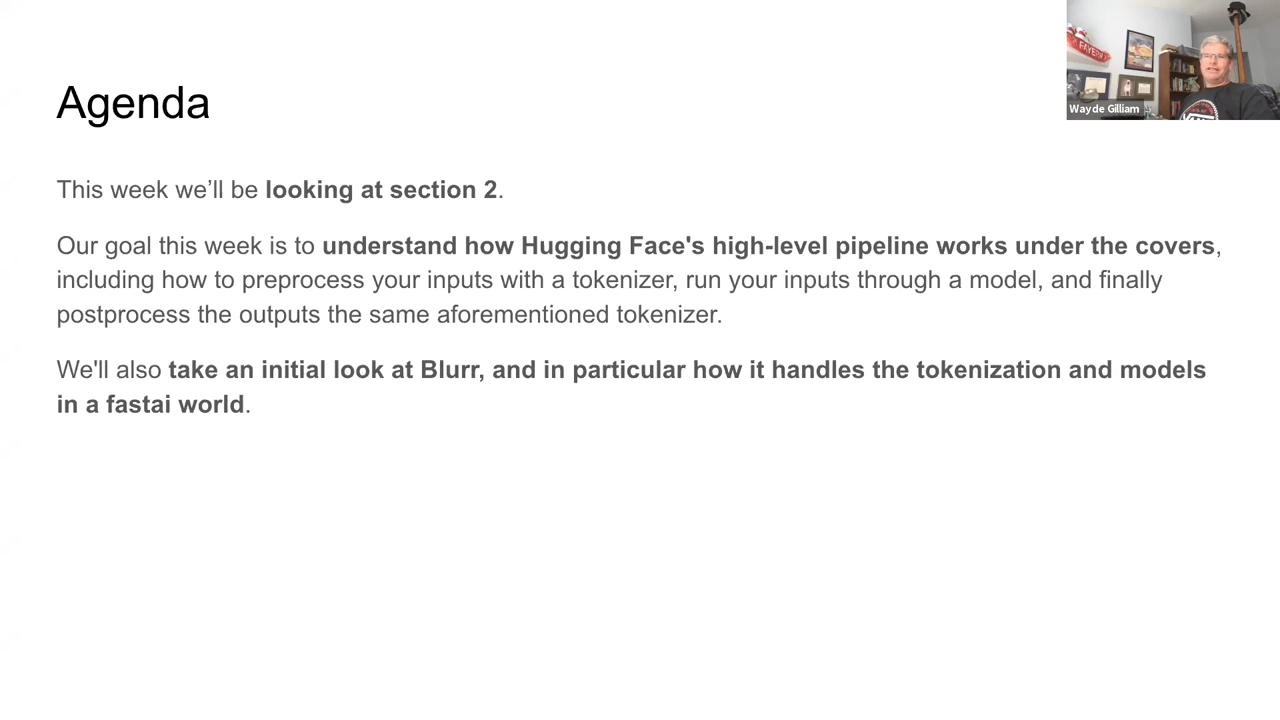 Agenda
This week we’ll be looking at section 2.
Our goal this week is to understand how Hugging Face's high-level pipeline works under the covers,
including how to preprocess your inputs with a tokenizer, run your inputs through a model, and finally
postprocess the outputs the same aforementioned tokenizer.
We'll also take an initial look at Blurr, and in particular how it handles the tokenization and models
in a fastai world.
Wayde Gilliam